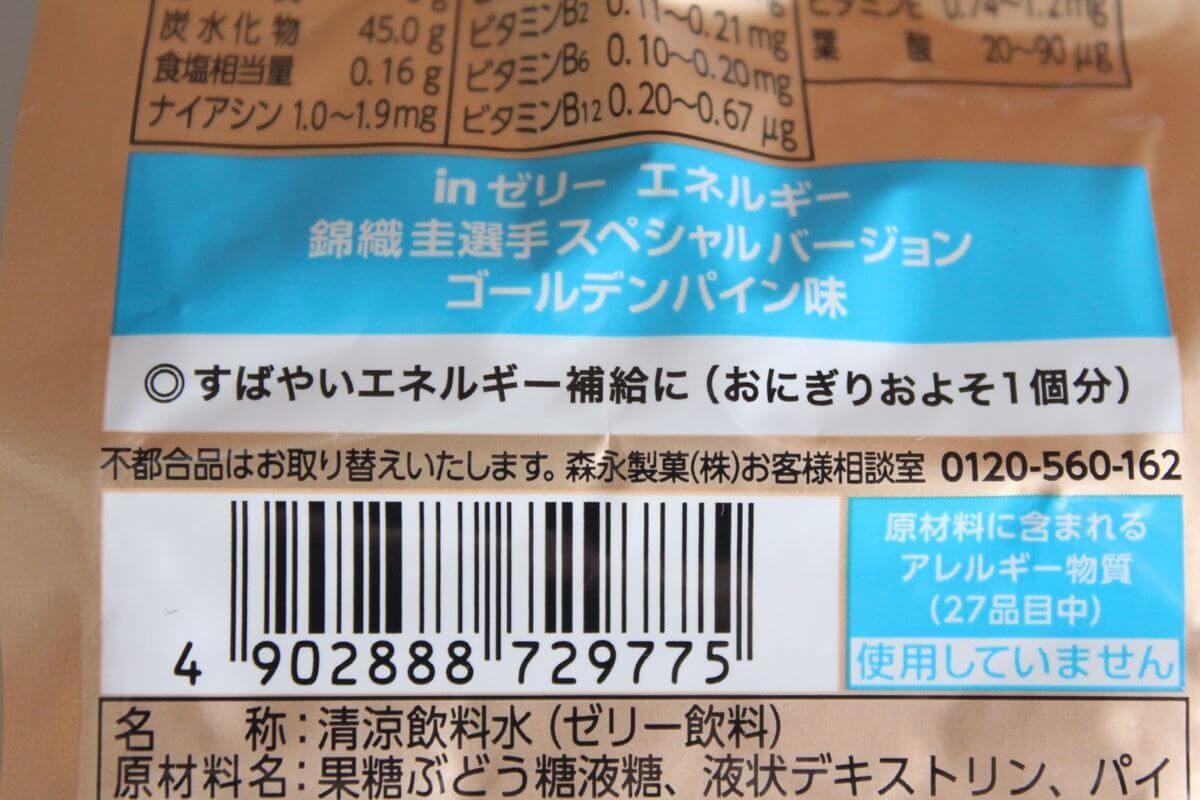 炭水化物 45.0g
食塩相当量 0.16g
ナイアシン 1.0〜1.9mg
ビタミンB2 0.11〜0.21mg
ビタミンB6 0.10〜0.20mg
ビタミンB12 0.20〜0.67μg
ビタミンE 0.74〜1.2mg
葉酸 20〜90μg
inゼリー エネルギー
錦織圭選手スペシャルバージョン
ゴールデンパイン味
◎すばやいエネルギー補給に(おにぎりおよそ1個分)
不都合品はお取り替えいたします。森永製菓(株)お客様相談室 0120-560-162
4 902888 729775
原材料に含まれる
アレルギー物質
(27品目中)
使用していません
名称:清涼飲料水(ゼリー飲料)
原材料名:果糖ぶどう糖液糖、液状デキストリン、パイ